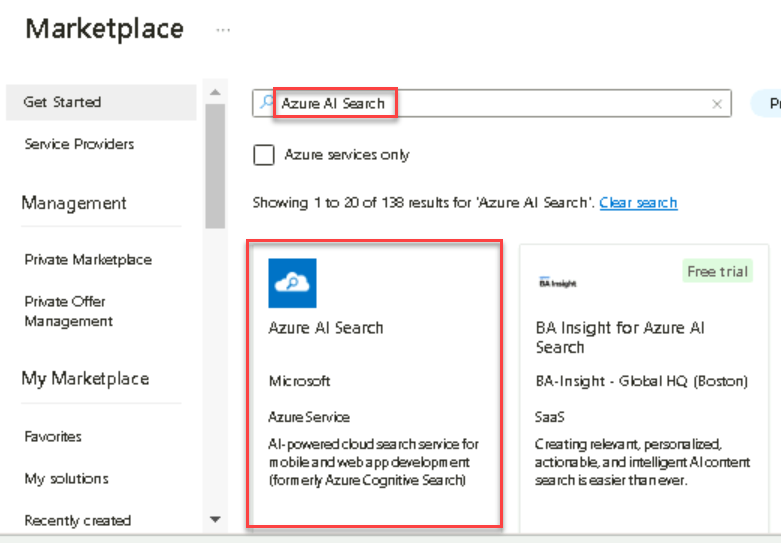 Marketplace
Get Started
Service Providers
Management
Private Marketplace
Private Offer
Management
My Marketplace
Favorites
My solutions
Recently created
Azure AI Search
Azure services only
Showing 1 to 20 of 138 results for 'Azure AI Search'. Clear search
Azure AI Search
Microsoft
Azure Service
AI-powered cloud search service for
mobile and web app development
(formerly Azure Cognitive Search)
Free trial
BA Insight
BA Insight for Azure AI
Search
BA-Insight - Global HQ (Boston)
SaaS
Creating relevant, personalized,
actionable, and intelligent AI content
search is easier than ever.